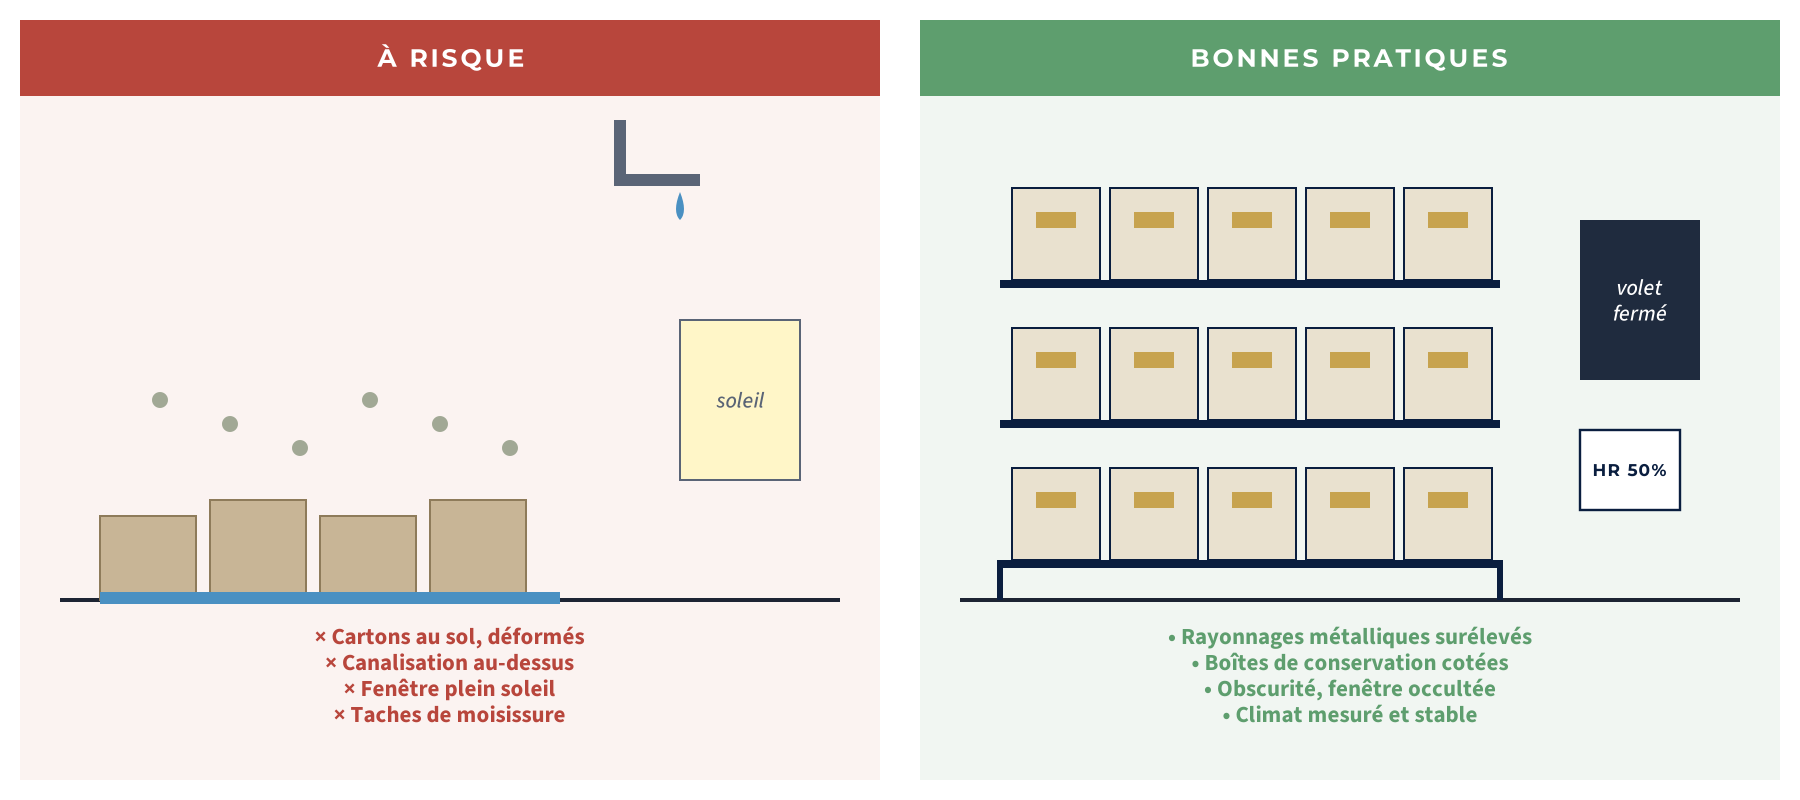 À RISQUE
soleil
× Cartons au sol, déformés
× Canalisation au-dessus
× Fenêtre plein soleil
× Taches de moisissure
BONNES PRATIQUES
volet
fermé
HR 50%
• Rayonnages métalliques surélevés
• Boîtes de conservation cotées
• Obscurité, fenêtre occultée
• Climat mesuré et stable